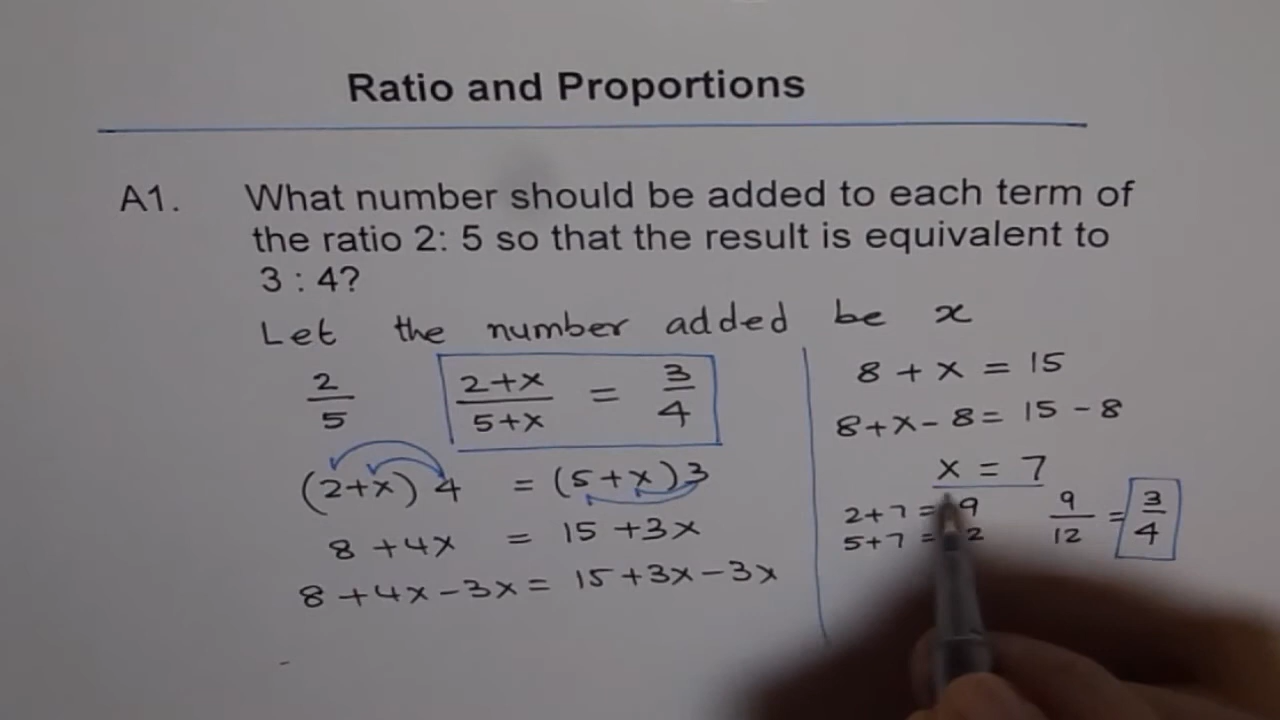 Ratio and Proportions
A1. What number should be added to each term of
the ratio 2: 5 so that the result is equivalent to
3 : 4?
Let the number added be x
2/5 (2+x)/(5+x) = 3/4
(2+x) 4 = (5+x) 3
8 + 4x = 15 + 3x
8 + 4x - 3x = 15 + 3x - 3x
8 + x = 15
8 + x - 8 = 15 - 8
x = 7
2 + 7 = 9
5 + 7 = 2
9/12 = 3/4